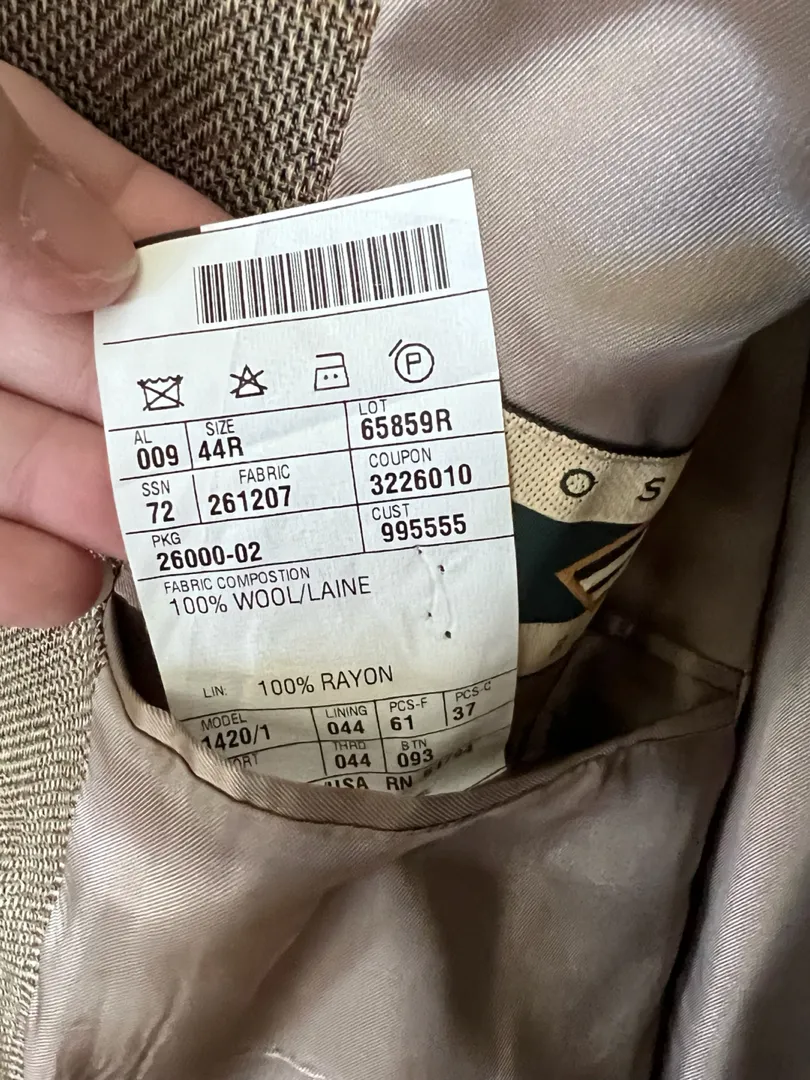 AL SIZE LOT
009 44R 65859R
SSN FABRIC COUPON
72 261207 3226010
PKG CUST
26000-02 995555
FABRIC COMPOSTION
100% WOOL/LAINE
LIN: 100% RAYON
MODEL LINING PCS-F PCS-C
1420/1 044 61 37
THRD BTN
044 093
USA RN
P
O S